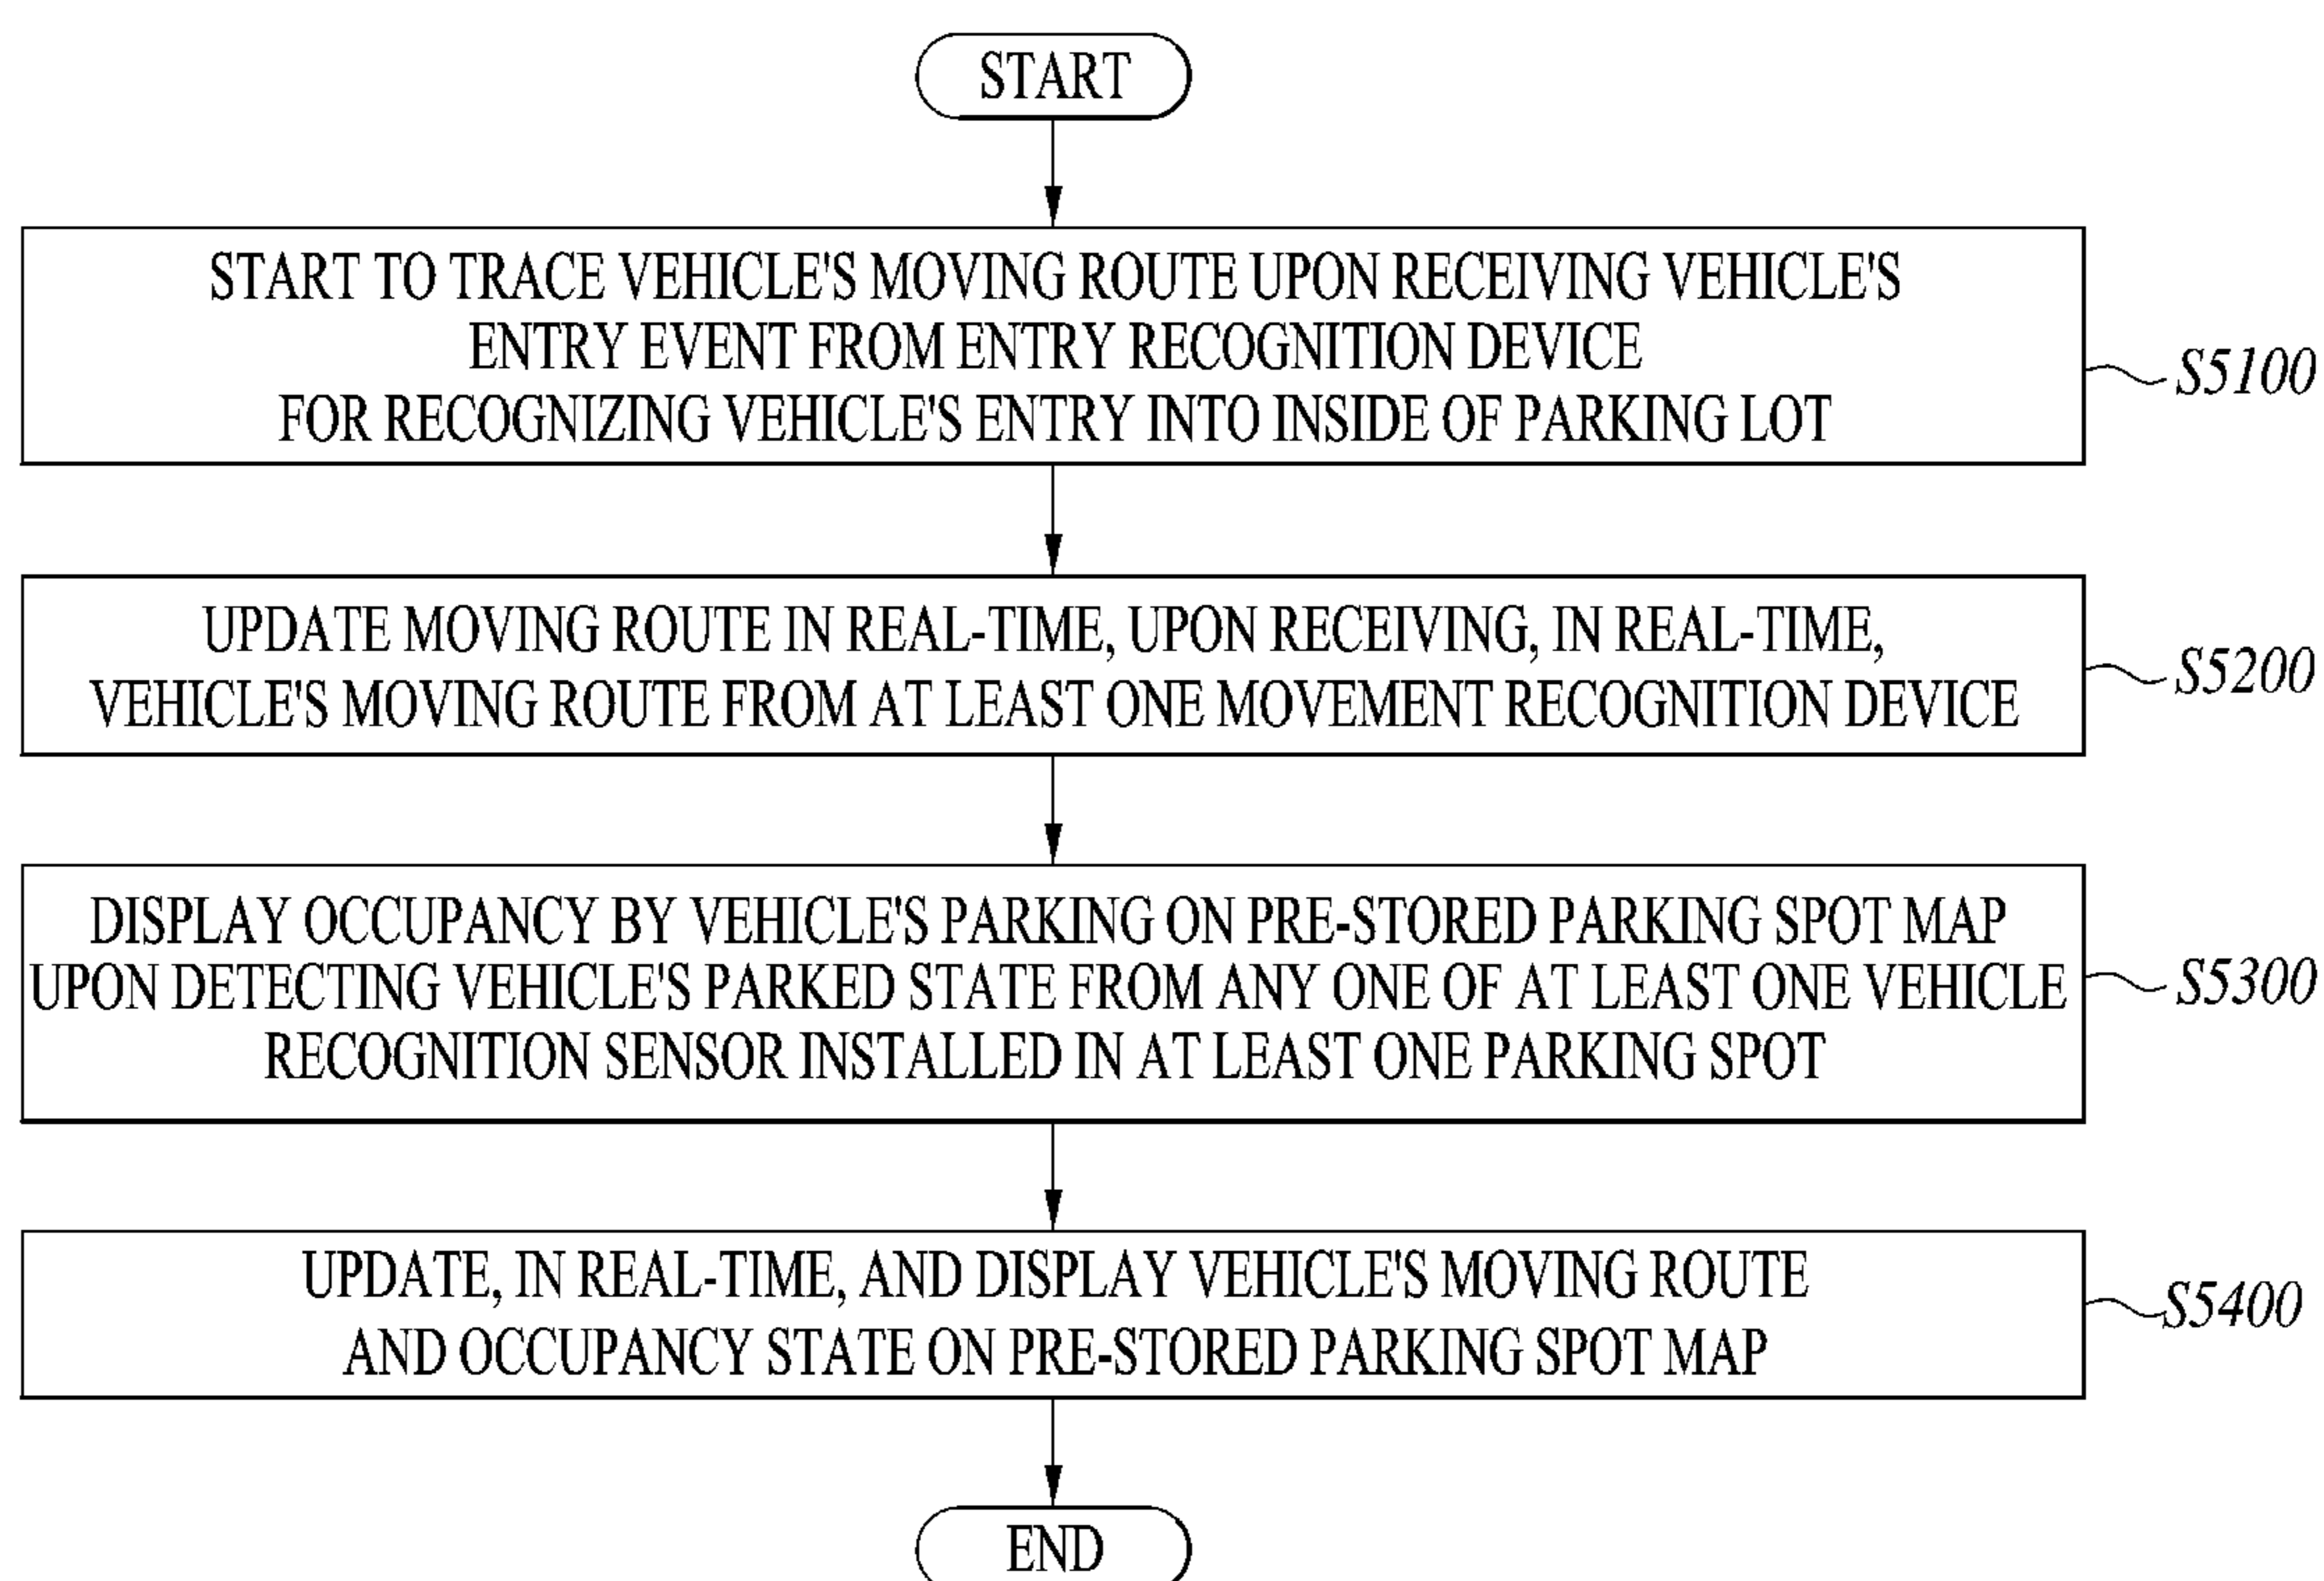 START
START TO TRACE VEHICLE'S MOVING ROUTE UPON RECEIVING VEHICLE'S
ENTRY EVENT FROM ENTRY RECOGNITION DEVICE
FOR RECOGNIZING VEHICLE'S ENTRY INTO INSIDE OF PARKING LOT
S5100
UPDATE MOVING ROUTE IN REAL-TIME, UPON RECEIVING, IN REAL-TIME,
VEHICLE'S MOVING ROUTE FROM AT LEAST ONE MOVEMENT RECOGNITION DEVICE
S5200
DISPLAY OCCUPANCY BY VEHICLE'S PARKING ON PRE-STORED PARKING SPOT MAP
UPON DETECTING VEHICLE'S PARKED STATE FROM ANY ONE OF AT LEAST ONE VEHICLE
RECOGNITION SENSOR INSTALLED IN AT LEAST ONE PARKING SPOT
S5300
UPDATE, IN REAL-TIME, AND DISPLAY VEHICLE'S MOVING ROUTE
AND OCCUPANCY STATE ON PRE-STORED PARKING SPOT MAP
S5400
END